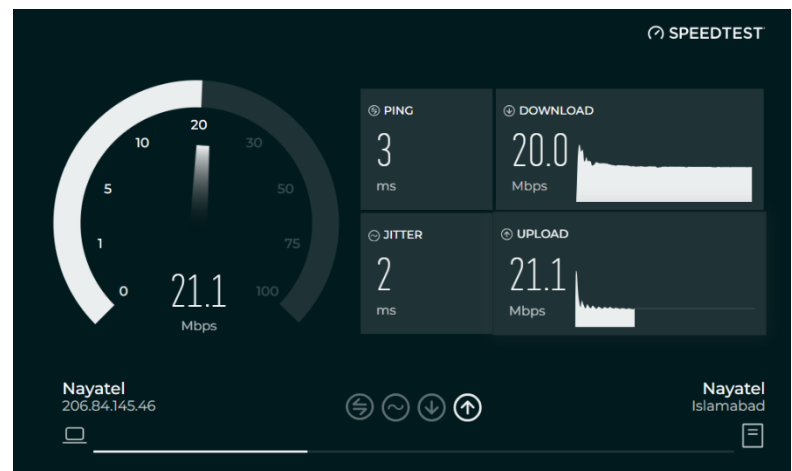 SPEEDTEST
0
1
5
10
20
30
50
75
100
21.1
Mbps
PING
3
ms
DOWNLOAD
20.0
Mbps
JITTER
2
ms
UPLOAD
21.1
Mbps
Nayatel
206.84.145.46
Nayatel
Islamabad